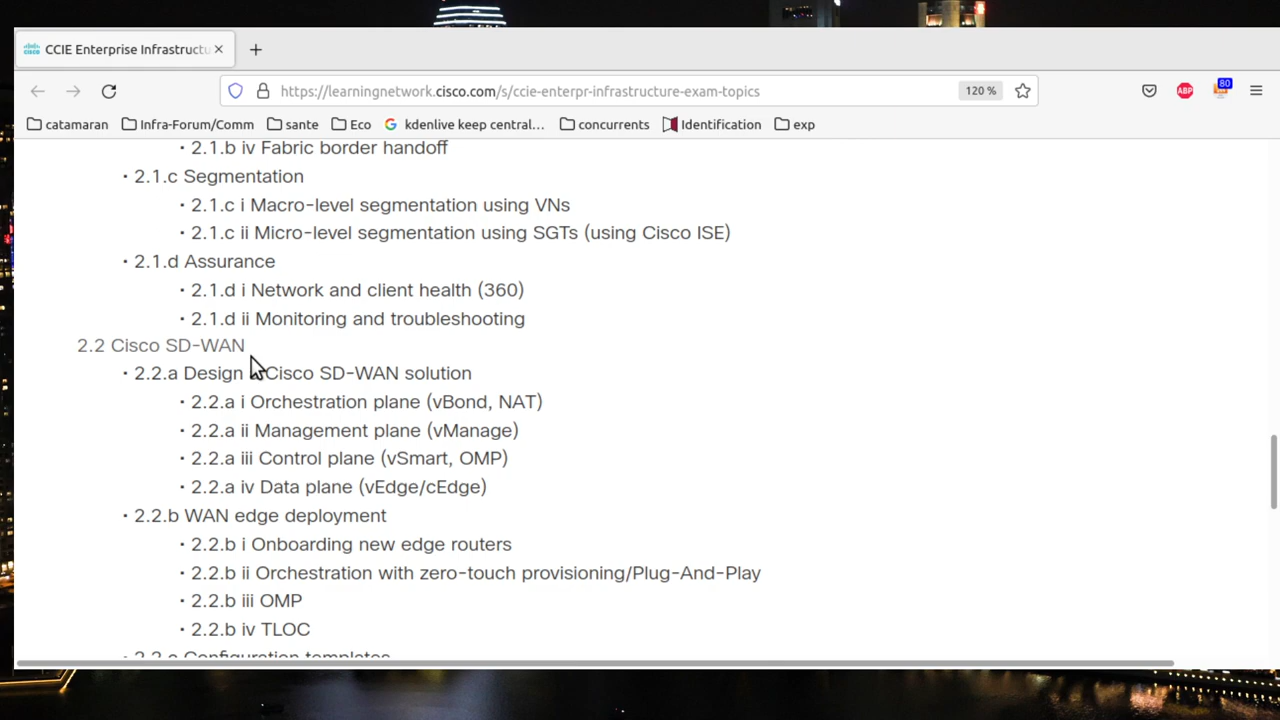 CCIE Enterprise Infrastructu
https://learningnetwork.cisco.com/s/ccie-enterpr-infrastructure-exam-topics
120 %
ABP
80
catamaran
Infra-Forum/Comm
sante
Eco
kdenlive keep central...
concurrents
Identification
exp
• 2.1.b iv Fabric border handoff
• 2.1.c Segmentation
• 2.1.c i Macro-level segmentation using VNs
• 2.1.c ii Micro-level segmentation using SGTs (using Cisco ISE)
• 2.1.d Assurance
• 2.1.d i Network and client health (360)
• 2.1.d ii Monitoring and troubleshooting
2.2 Cisco SD-WAN
• 2.2.a Design Cisco SD-WAN solution
• 2.2.a i Orchestration plane (vBond, NAT)
• 2.2.a ii Management plane (vManage)
• 2.2.a iii Control plane (vSmart, OMP)
• 2.2.a iv Data plane (vEdge/cEdge)
• 2.2.b WAN edge deployment
• 2.2.b i Onboarding new edge routers
• 2.2.b ii Orchestration with zero-touch provisioning/Plug-And-Play
• 2.2.b iii OMP
• 2.2.b iv TLOC
• 2.2.c Configuration templates